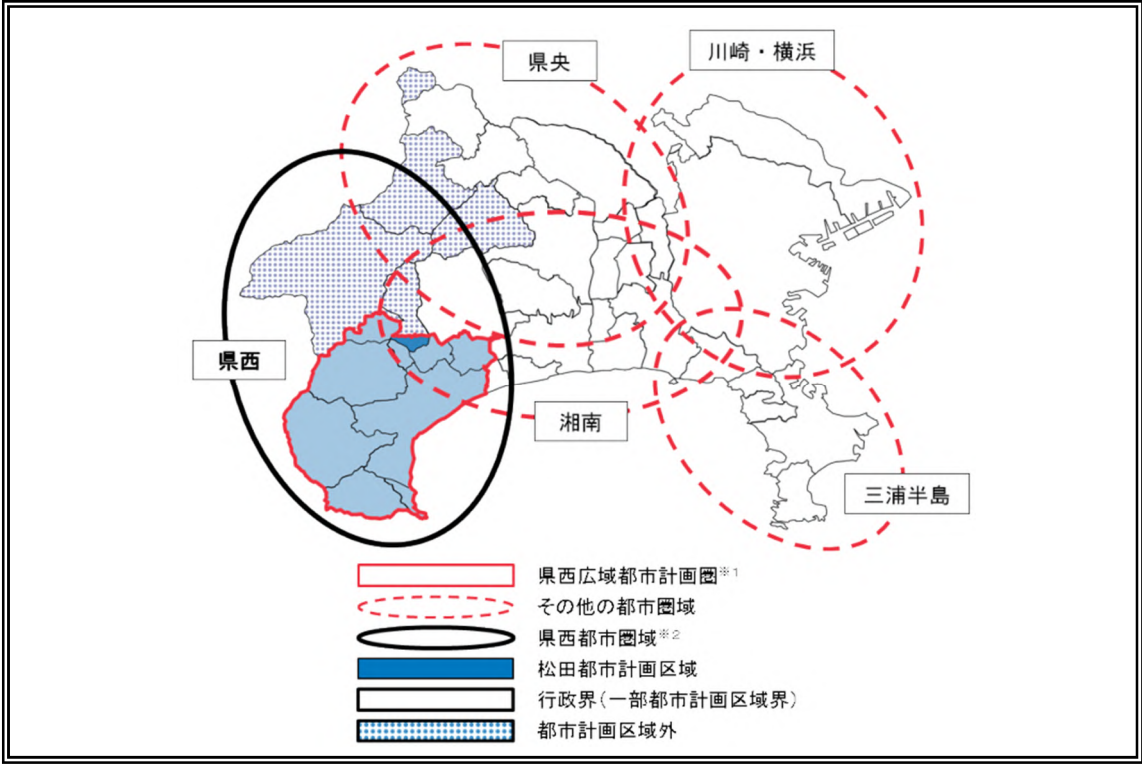 県央
川崎・横浜
県西
湘南
三浦半島
県西広域都市計画圏※1
その他の都市圏域
県西都市圏域※2
松田都市計画区域
行政界(一部都市計画区域界)
都市計画区域外